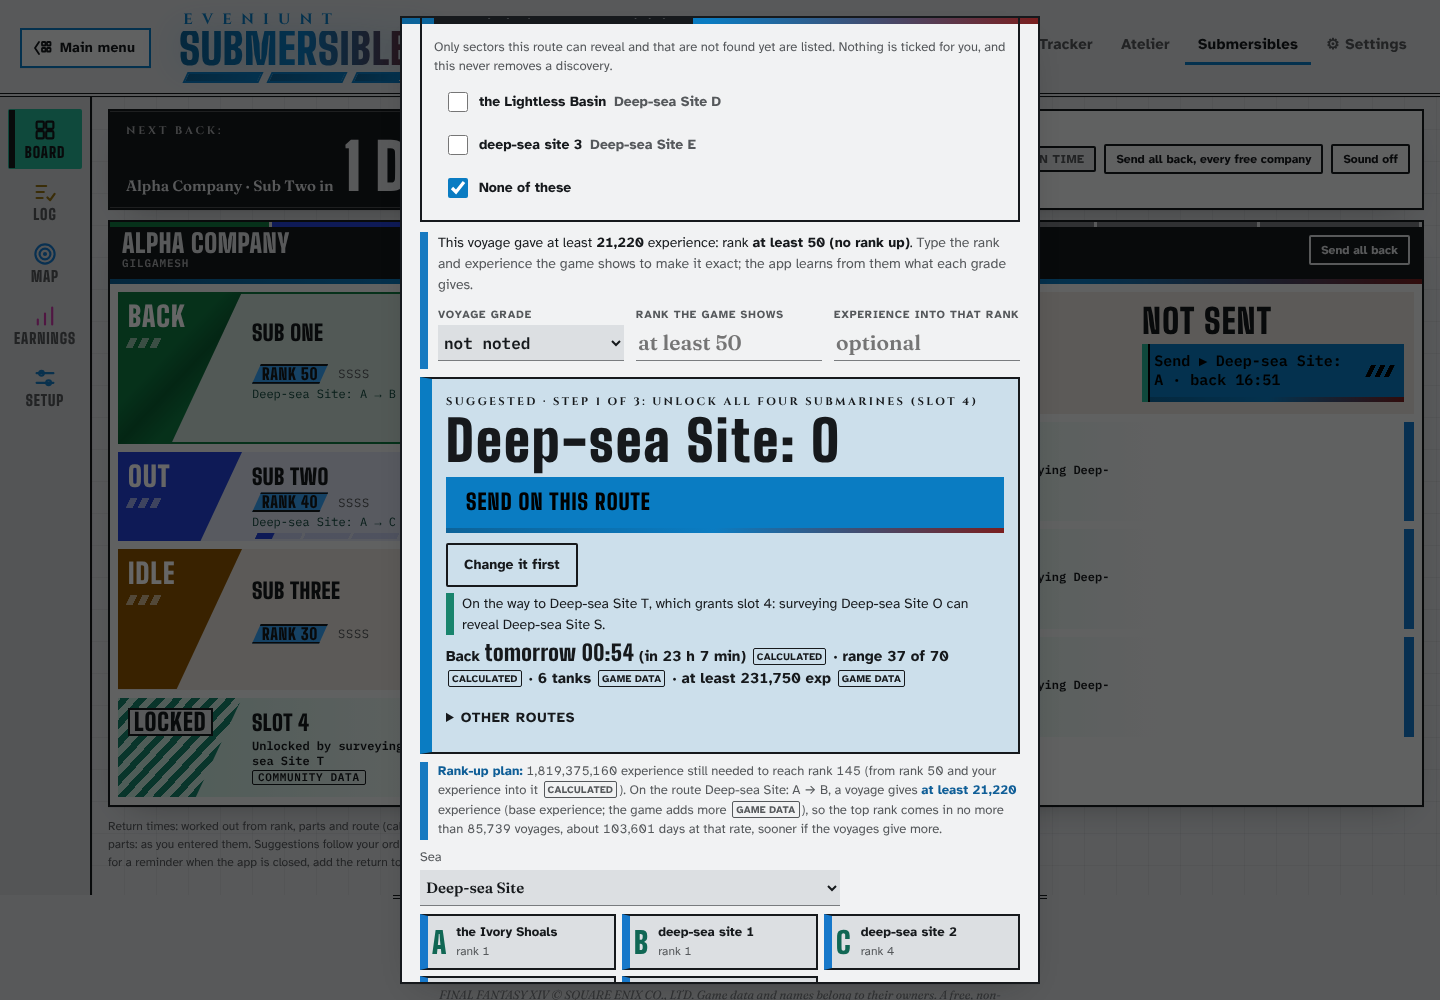 EVENIUNT
Main menu
SUBMERSIBLE
Tracker
Atelier
Submersibles
Settings
BOARD
LOG
MAP
EARNINGS
SETUP
NEXT BACK:
Alpha Company · Sub Two in 1 D
N TIME
Send all back, every free company
Sound off
ALPHA COMPANY
GILGAMESH
Send all back
BACK
SUB ONE
RANK 50 SSSS
Deep-sea Site: A → B
OUT
SUB TWO
RANK 40 SSSS
Deep-sea Site: A → C
IDLE
SUB THREE
RANK 30 SSSS
LOCKED
SLOT 4
Unlocked by surveying
sea Site T
COMMUNITY DATA
NOT SENT
Send ▶ Deep-sea Site:
A · back 16:51
ying Deep-
ying Deep-
ying Deep-
Return times: worked out from rank, parts and route (cal
parts: as you entered them. Suggestions follow your ord
for a reminder when the app is closed, add the return to
Only sectors this route can reveal and that are not found yet are listed. Nothing is ticked for you, and
this never removes a discovery.
the Lightless Basin Deep-sea Site D
deep-sea site 3 Deep-sea Site E
None of these
This voyage gave at least 21,220 experience: rank at least 50 (no rank up). Type the rank
and experience the game shows to make it exact; the app learns from them what each grade
gives.
VOYAGE GRADE
RANK THE GAME SHOWS
EXPERIENCE INTO THAT RANK
not noted
at least 50
optional
SUGGESTED · STEP 1 OF 3: UNLOCK ALL FOUR SUBMARINES (SLOT 4)
Deep-sea Site: O
SEND ON THIS ROUTE
Change it first
On the way to Deep-sea Site T, which grants slot 4: surveying Deep-sea Site O can
reveal Deep-sea Site S.
Back tomorrow 00:54 (in 23 h 7 min) CALCULATED · range 37 of 70
CALCULATED · 6 tanks GAME DATA · at least 231,750 exp GAME DATA
▶ OTHER ROUTES
Rank-up plan: 1,819,375,160 experience still needed to reach rank 145 (from rank 50 and your
experience into it CALCULATED). On the route Deep-sea Site: A → B, a voyage gives at least 21,220
experience (base experience; the game adds more GAME DATA), so the top rank comes in no more
than 85,739 voyages, about 103,601 days at that rate, sooner if the voyages give more.
Sea
Deep-sea Site
A the Ivory Shoals
rank 1
B deep-sea site 1
rank 1
C deep-sea site 2
rank 4
FINAL FANTASY XIV © SQUARE ENIX CO., LTD. Game data and names belong to their owners. A free, non-